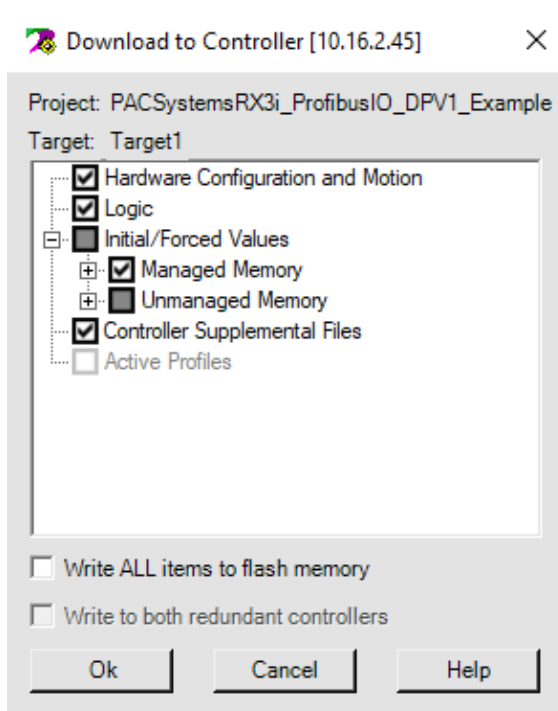 Download to Controller [10.16.2.45]
Project: PACSystemsRX3i_ProfibusIO_DPV1_Example
Target: Target1
Hardware Configuration and Motion
Logic
Initial/Forced Values
Managed Memory
Unmanaged Memory
Controller Supplemental Files
Active Profiles
Write ALL items to flash memory
Write to both redundant controllers
Ok Cancel Help